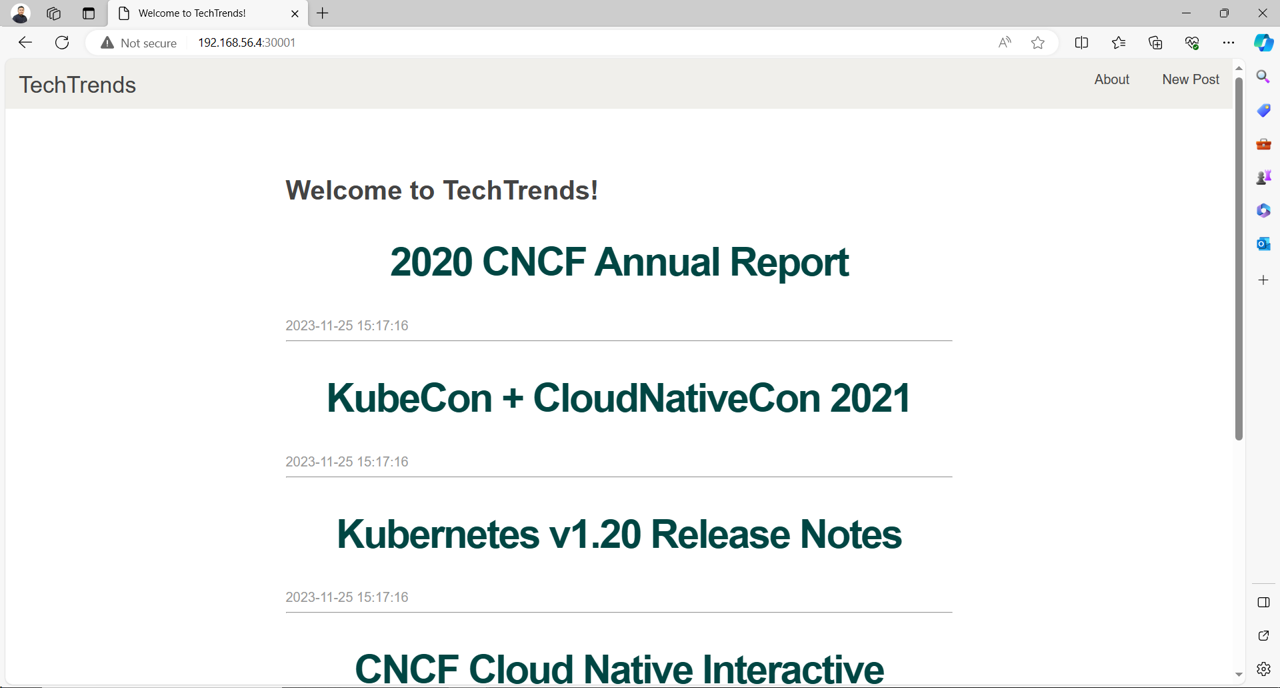 Welcome to TechTrends!
Not secure 192.168.56.4:30001
TechTrends
About
New Post
Welcome to TechTrends!
2020 CNCF Annual Report
2023-11-25 15:17:16
KubeCon + CloudNativeCon 2021
2023-11-25 15:17:16
Kubernetes v1.20 Release Notes
2023-11-25 15:17:16
CNCF Cloud Native Interactive